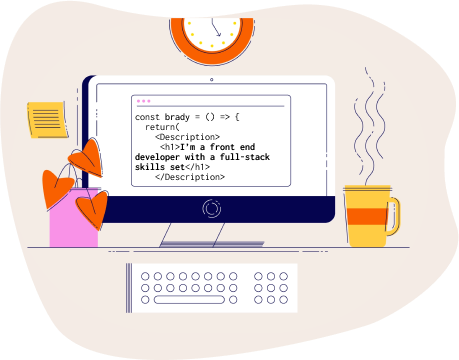 const brady = () => {
return(
<Description>
<h1>I'm a front end
developer with a full-stack
skills set</h1>
</Description>